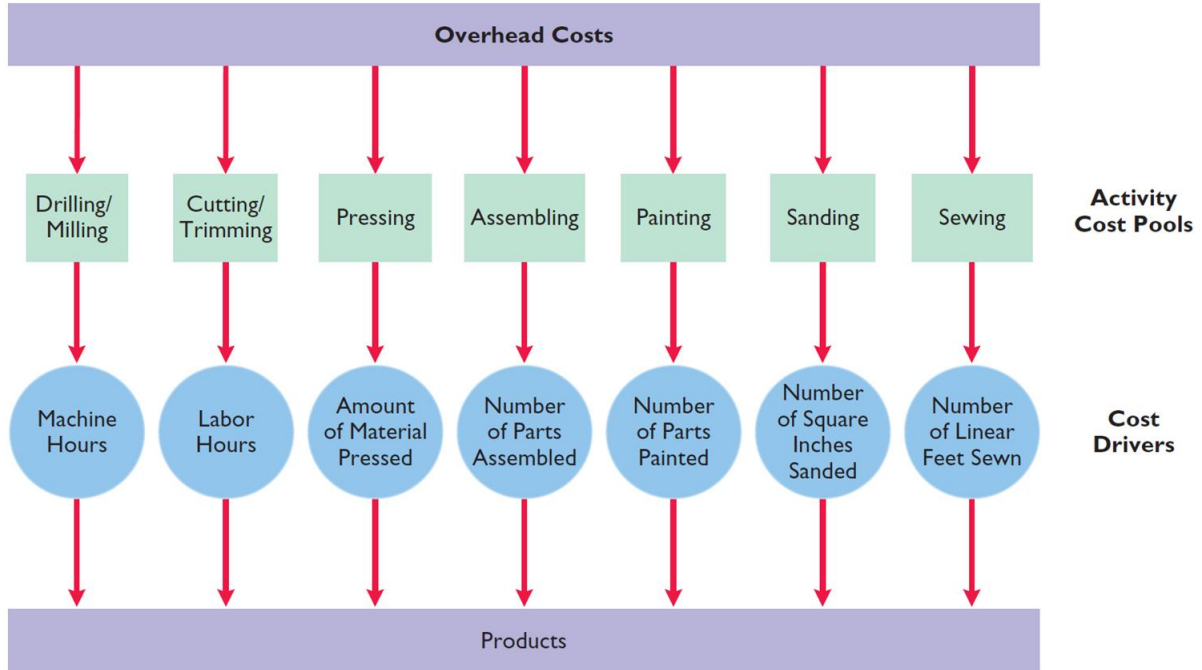 Overhead Costs
Drilling/
Milling
Cutting/
Trimming
Pressing
Assembling
Painting
Sanding
Sewing
Activity
Cost Pools
Machine
Hours
Labor
Hours
Amount
of Material
Pressed
Number
of Parts
Assembled
Number
of Parts
Painted
Number
of Square
Inches
Sanded
Number
of Linear
Feet Sewn
Cost
Drivers
Products